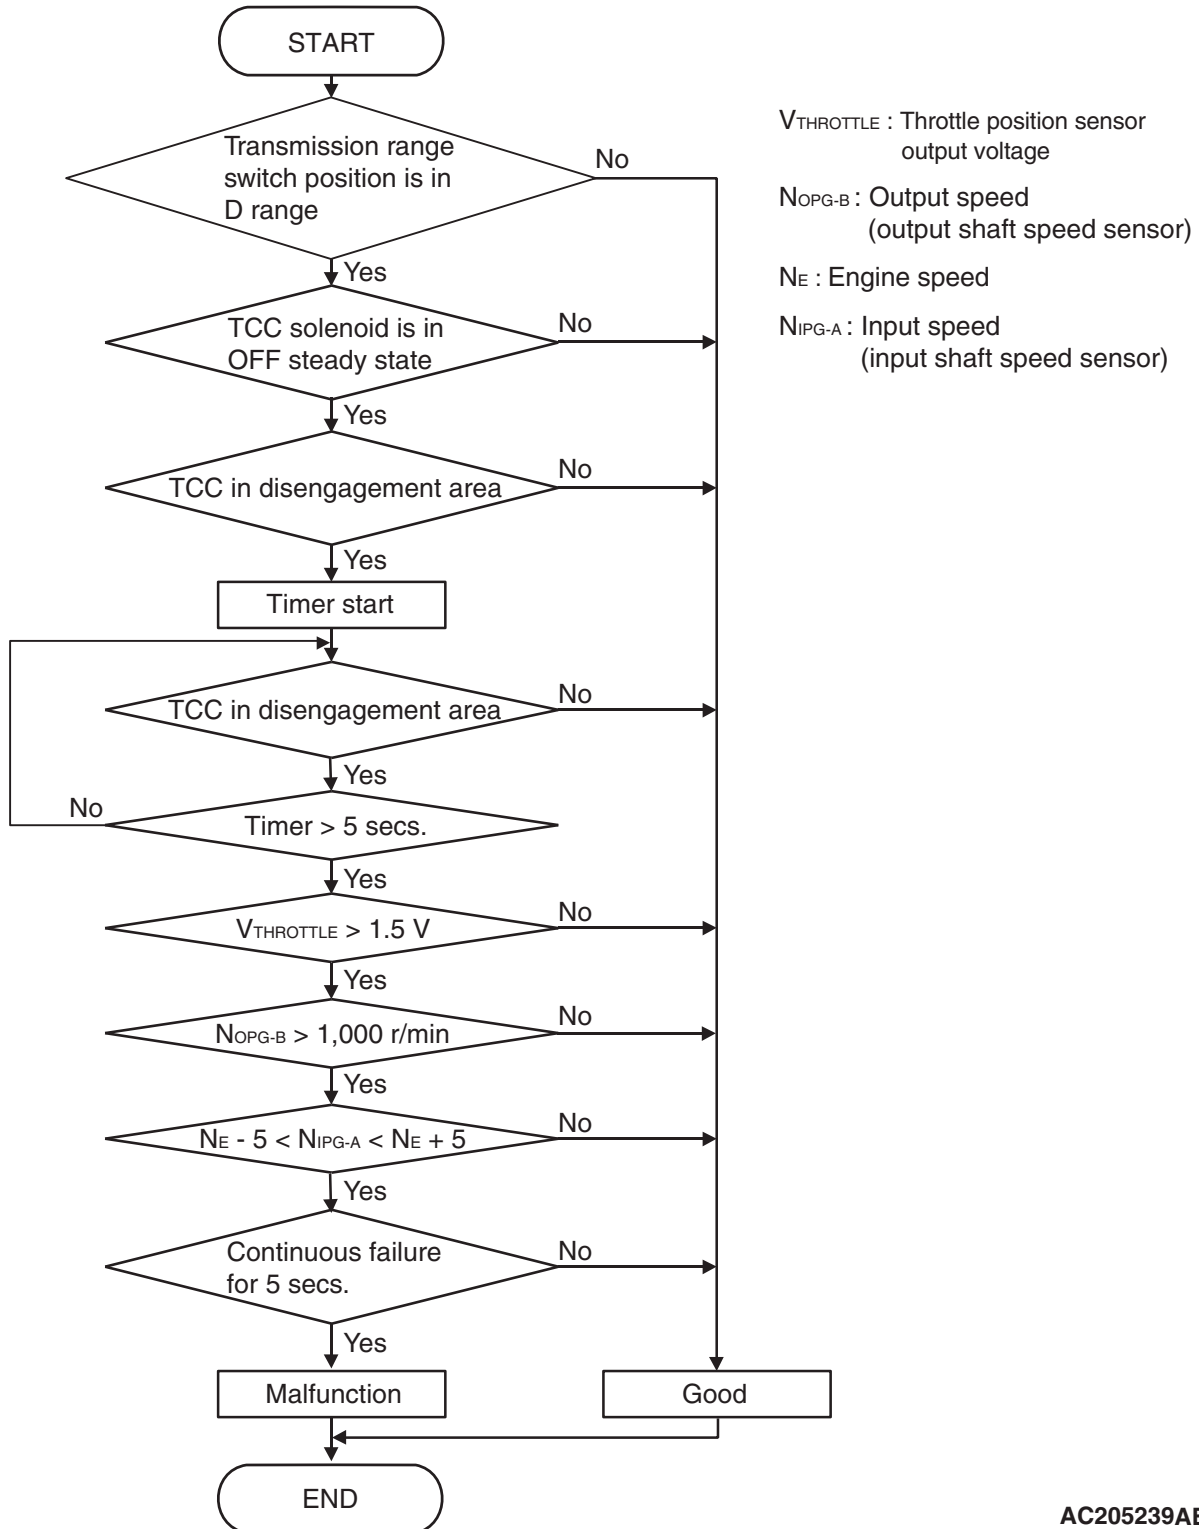 START
Transmission range
switch position is in
D range
No
Yes
TCC solenoid is in
OFF steady state
No
Yes
TCC in disengagement area
No
Yes
Timer start
TCC in disengagement area
No
Yes
No
Timer > 5 secs.
Yes
VTHROTTLE > 1.5 V
No
Yes
NOPG-B > 1,000 r/min
No
Yes
NE - 5 < NIPG-A < NE + 5
No
Yes
Continuous failure
for 5 secs.
No
Yes
Malfunction
Good
END
VTHROTTLE : Throttle position sensor
output voltage
NOPG-B : Output speed
(output shaft speed sensor)
NE : Engine speed
NIPG-A : Input speed
(input shaft speed sensor)
AC205239AB